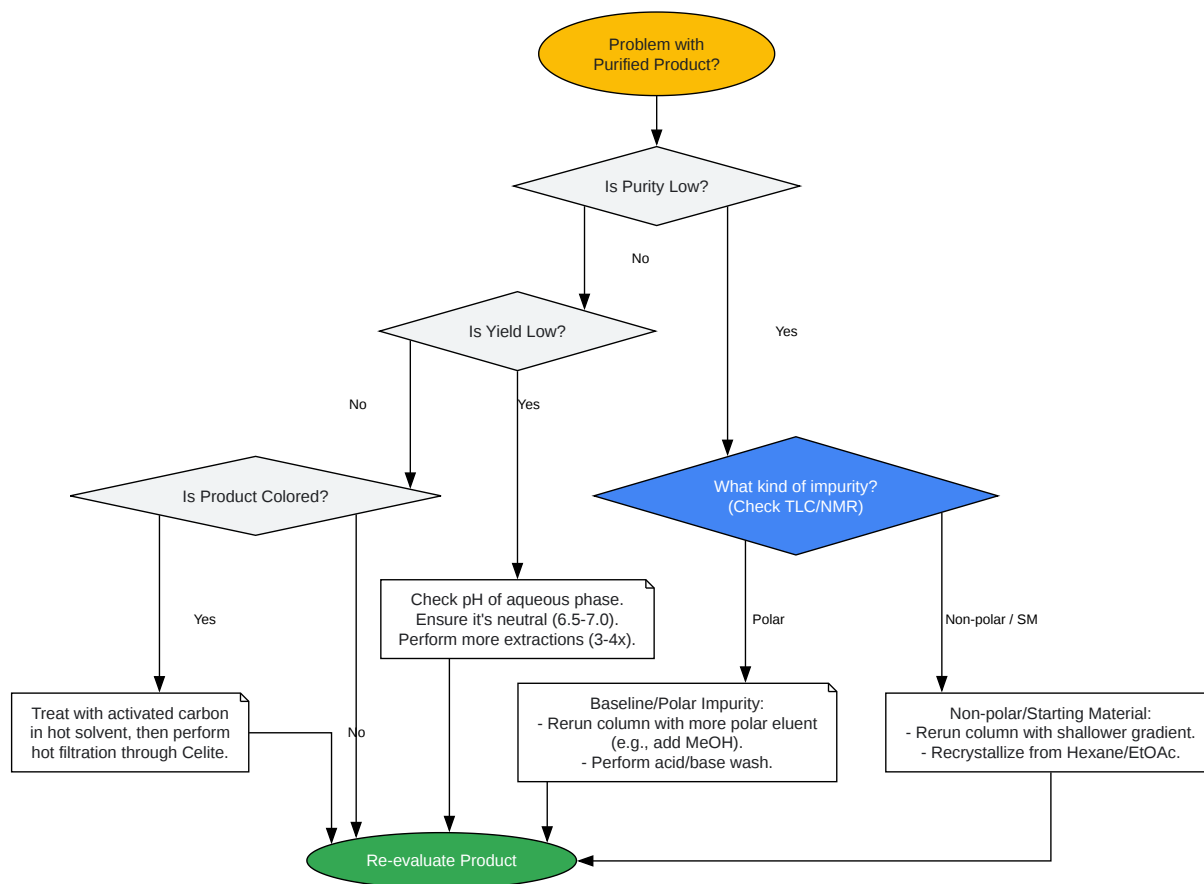 Problem with
Purified Product?
Is Purity Low?
No
Yes
Is Yield Low?
No
Yes
Is Product Colored?
What kind of impurity?
(Check TLC/NMR)
Yes
No
Check pH of aqueous phase.
Ensure it's neutral (6.5-7.0).
Perform more extractions (3-4x).
Polar
Non-polar / SM
Treat with activated carbon
in hot solvent, then perform
hot filtration through Celite.
Baseline/Polar Impurity:
- Rerun column with more polar eluent
(e.g., add MeOH).
- Perform acid/base wash.
Non-polar/Starting Material:
- Rerun column with shallower gradient.
- Recrystallize from Hexane/EtOAc.
Re-evaluate Product